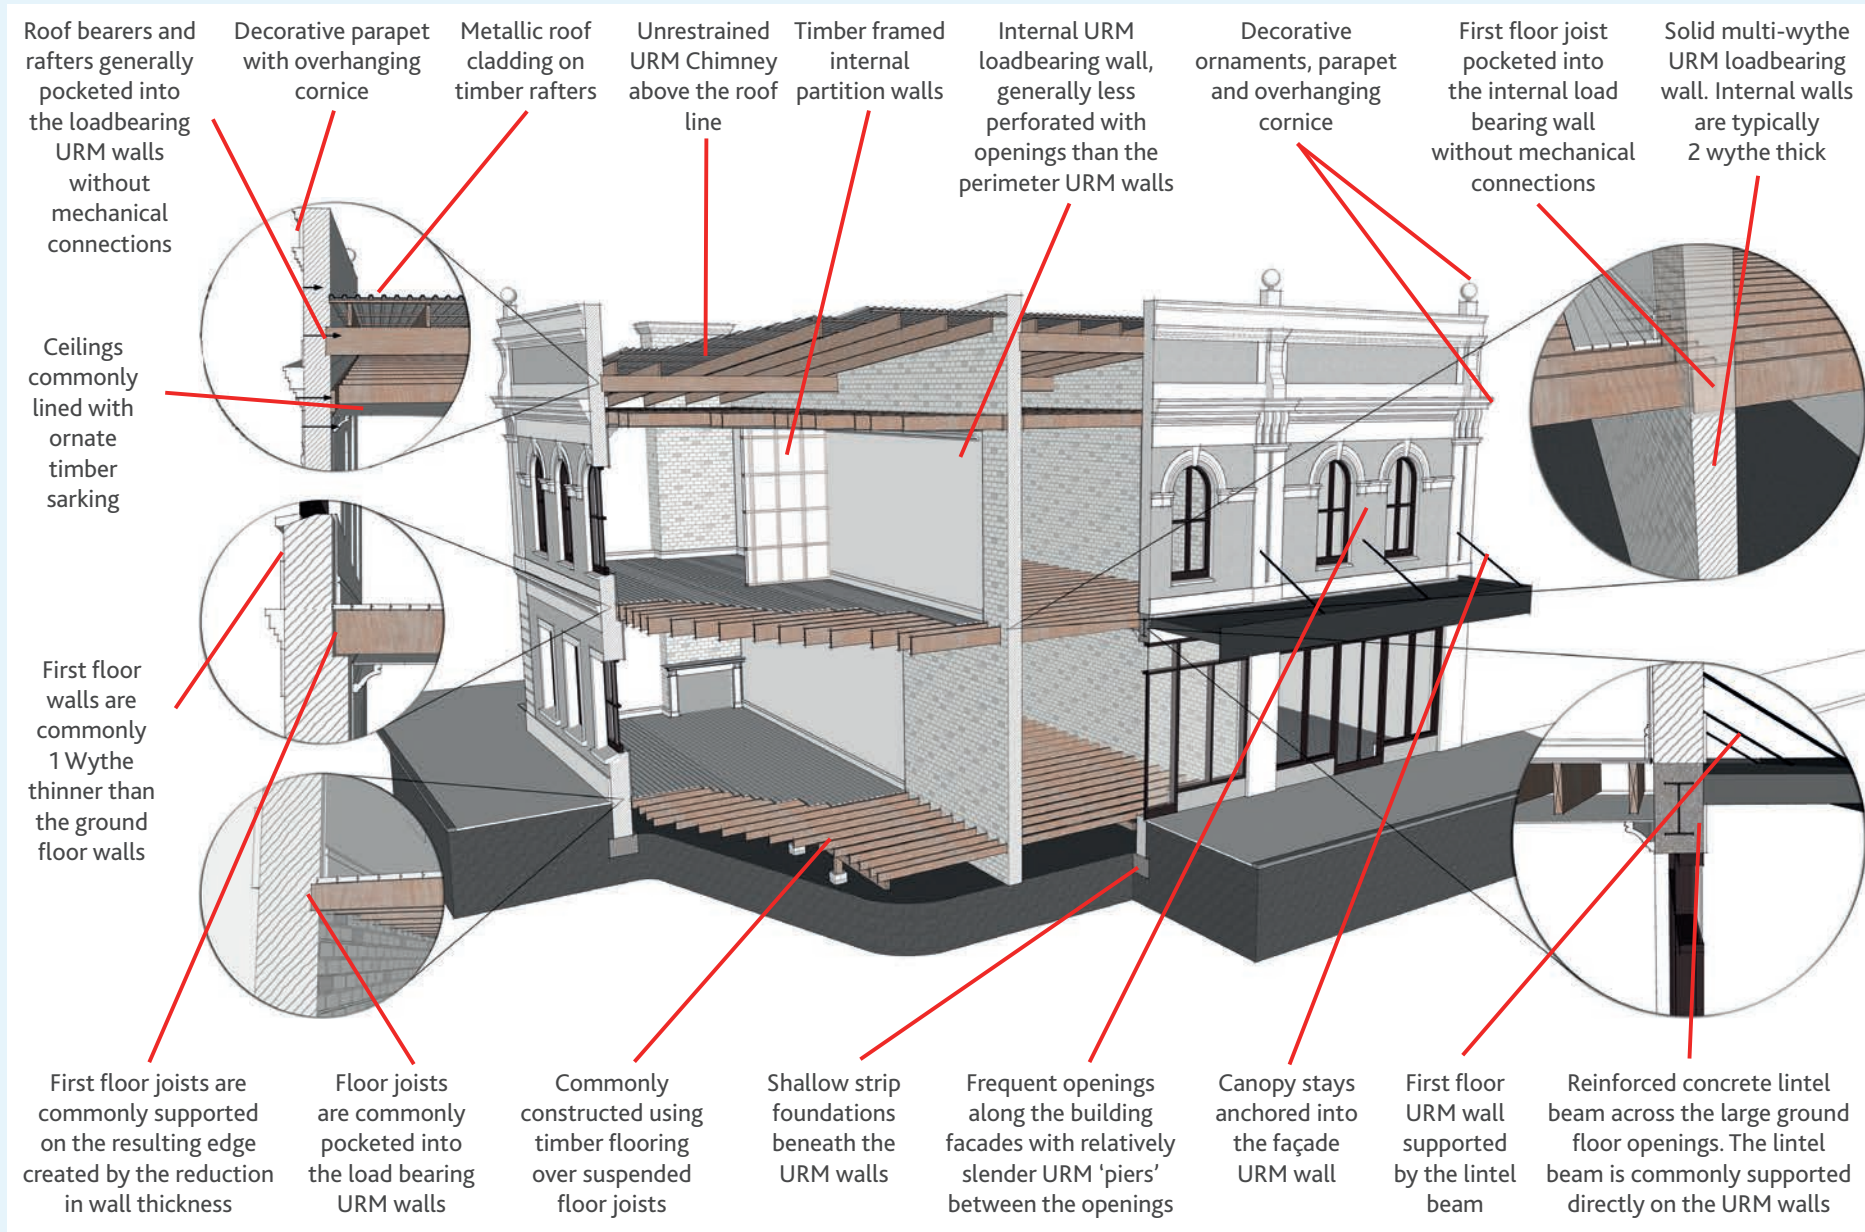 Roof bearers and
rafters generally
pocketed into
the loadbearing
URM walls
without
mechanical
connections
Decorative parapet
with overhanging
cornice
Metallic roof
cladding on
timber rafters
Unrestrained
URM Chimney
above the roof
line
Timber framed
internal
partition walls
Internal URM
loadbearing wall,
generally less
perforated with
openings than the
perimeter URM walls
Decorative
ornaments, parapet
and overhanging
cornice
First floor joist
pocketed into
the internal load
bearing wall
without mechanical
connections
Solid multi-wythe
URM loadbearing
wall. Internal walls
are typically
2 wythe thick
Ceilings
commonly
lined with
ornate
timber
sarking
First floor
walls are
commonly
1 Wythe
thinner than
the ground
floor walls
First floor joists are
commonly supported
on the resulting edge
created by the reduction
in wall thickness
Floor joists
are commonly
pocketed into
the load bearing
URM walls
Commonly
constructed using
timber flooring
over suspended
floor joists
Shallow strip
foundations
beneath the
URM walls
Frequent openings
along the building
facades with relatively
slender URM ‘piers’
between the openings
Canopy stays
anchored into
the façade
URM wall
First floor
URM wall
supported
by the lintel
beam
Reinforced concrete lintel
beam across the large ground
floor openings. The lintel
beam is commonly supported
directly on the URM walls